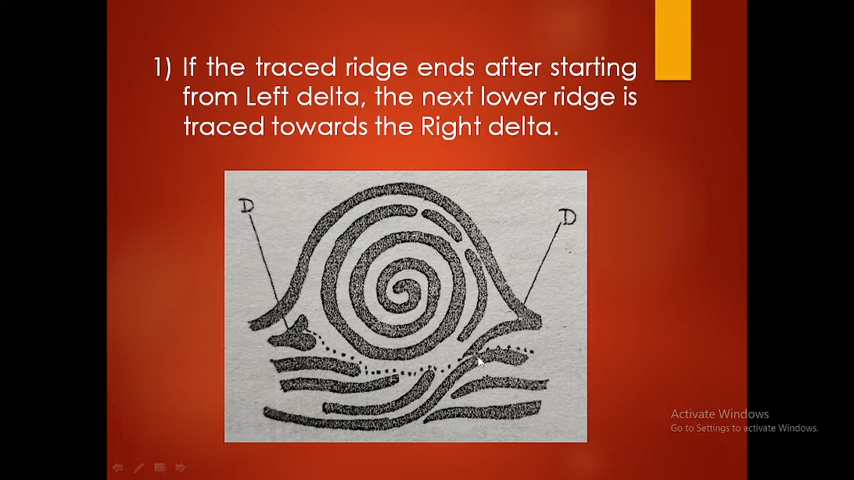 1) If the traced ridge ends after starting
from Left delta, the next lower ridge is
traced towards the Right delta.
D
D
Activate Windows
Go to Settings to activate Windows.